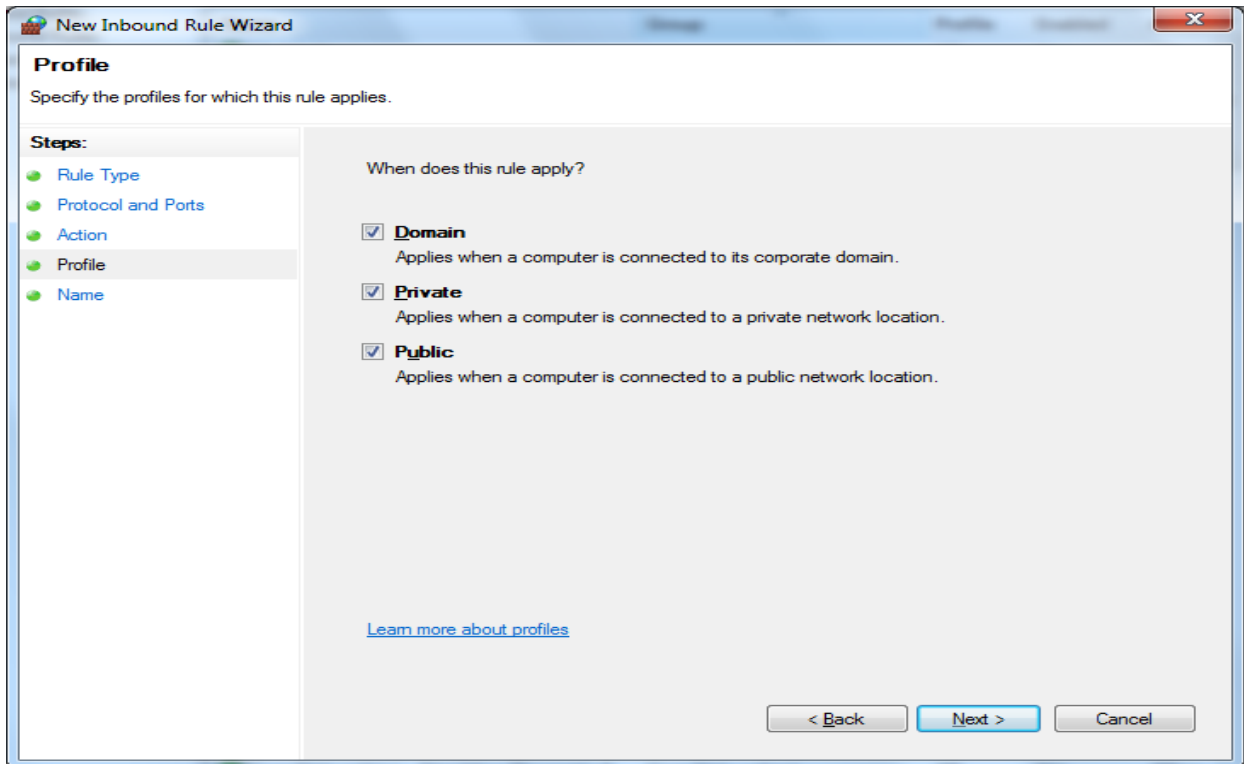 New Inbound Rule Wizard
Profile
Specify the profiles for which this rule applies.
Steps:
Rule Type
Protocol and Ports
Action
Profile
Name
When does this rule apply?
Domain
Applies when a computer is connected to its corporate domain.
Private
Applies when a computer is connected to a private network location.
Public
Applies when a computer is connected to a public network location.
Learn more about profiles
< Back
Next >
Cancel